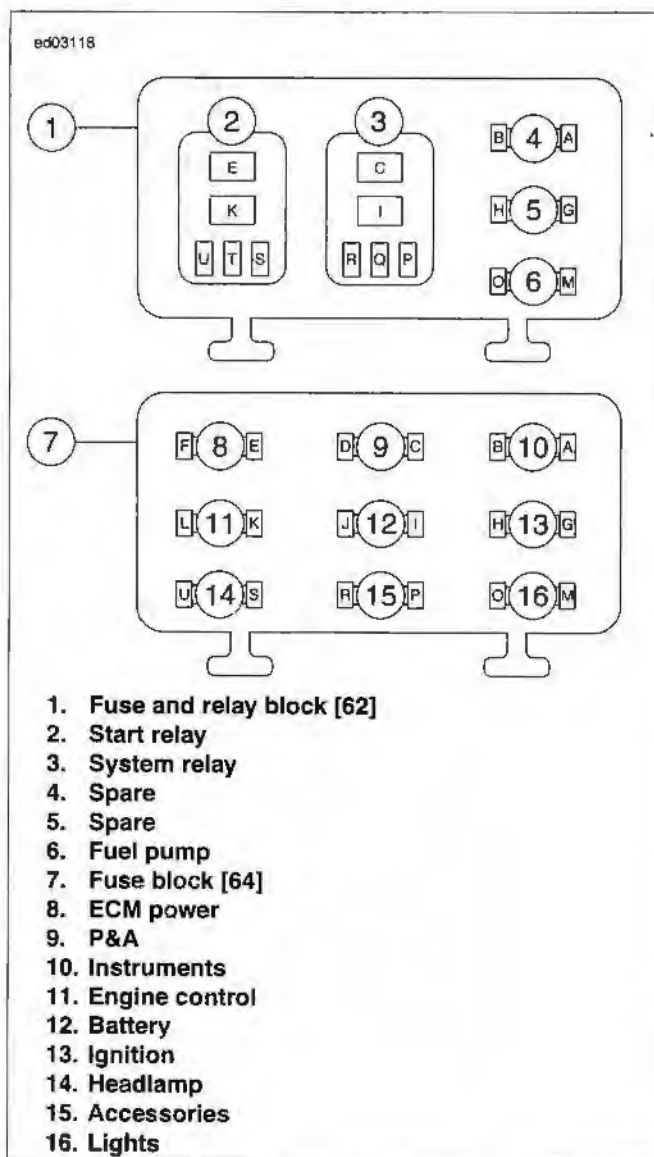 ed03118
1 2 3 B 4 A
E C
K I H 5 G
U T S R Q P
O 6 M
7 F 8 E D 9 C B 10 A
L 11 K J 12 I H 13 G
U 14 S R 15 P O 16 M
1. Fuse and relay block [62]
2. Start relay
3. System relay
4. Spare
5. Spare
6. Fuel pump
7. Fuse block [64]
8. ECM power
9. P&A
10. Instruments
11. Engine control
12. Battery
13. Ignition
14. Headlamp
15. Accessories
16. Lights